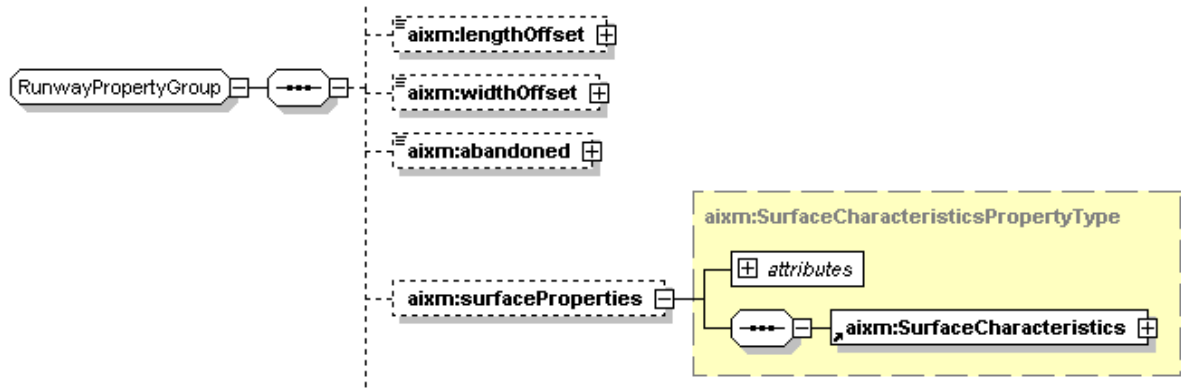 aixm:lengthOffset
RunwayPropertyGroup
aixm:widthOffset
aixm:abandoned
aixm:SurfaceCharacteristicsPropertyType
attributes
aixm:surfaceProperties
aixm:SurfaceCharacteristics